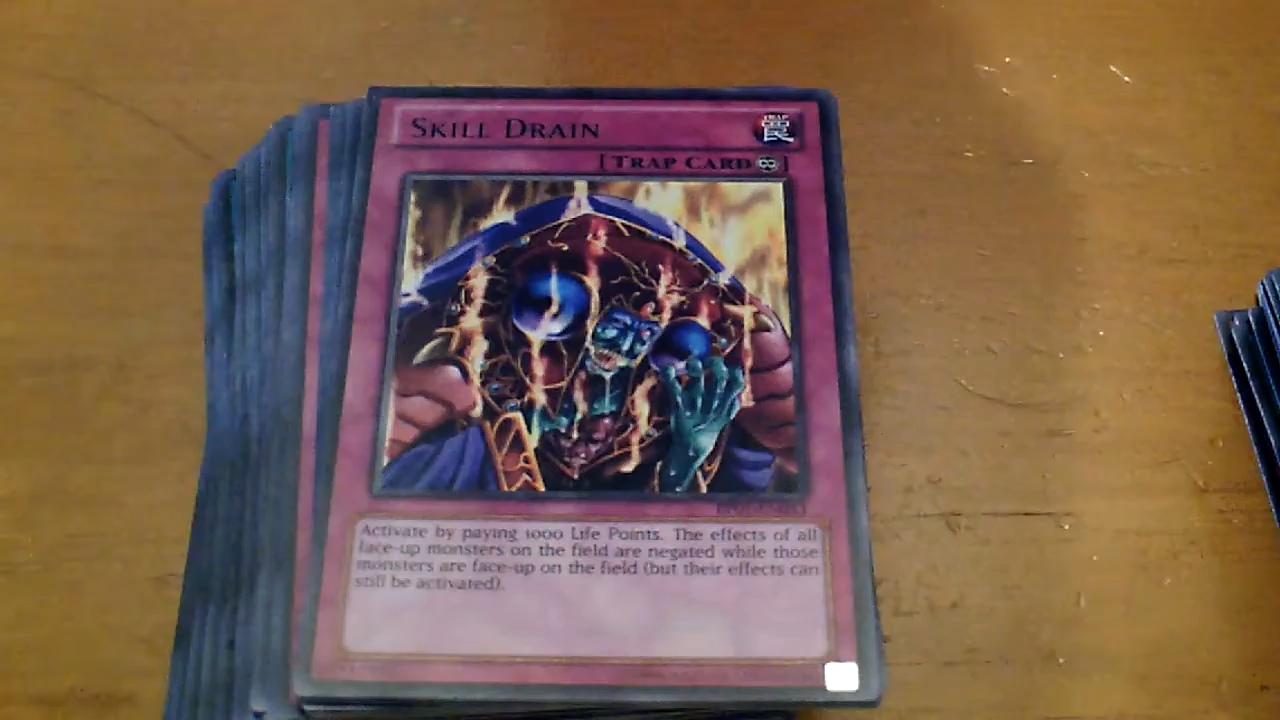 SKILL DRAIN
TRAP
罠
[TRAP CARD]
Activate by paying 1000 Life Points. The effects of all
face-up monsters on the field are negated while those
monsters are face-up on the field (but their effects can
still be activated).